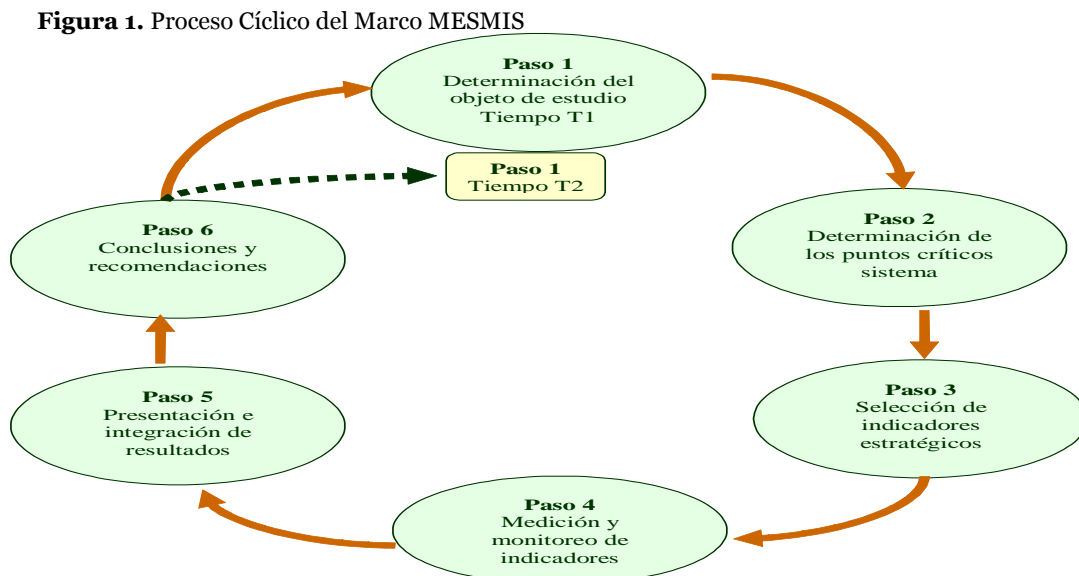 Figura 1. Proceso Cíclico del Marco MESMIS
Paso 1
Determinación del
objeto de estudio
Tiempo T1
Paso 1
Tiempo T2
Paso 2
Determinación de
los puntos críticos
sistema
Paso 3
Selección de
indicadores
estratégicos
Paso 4
Medición y
monitoreo de
indicadores
Paso 5
Presentación e
integración de
resultados
Paso 6
Conclusiones y
recomendaciones